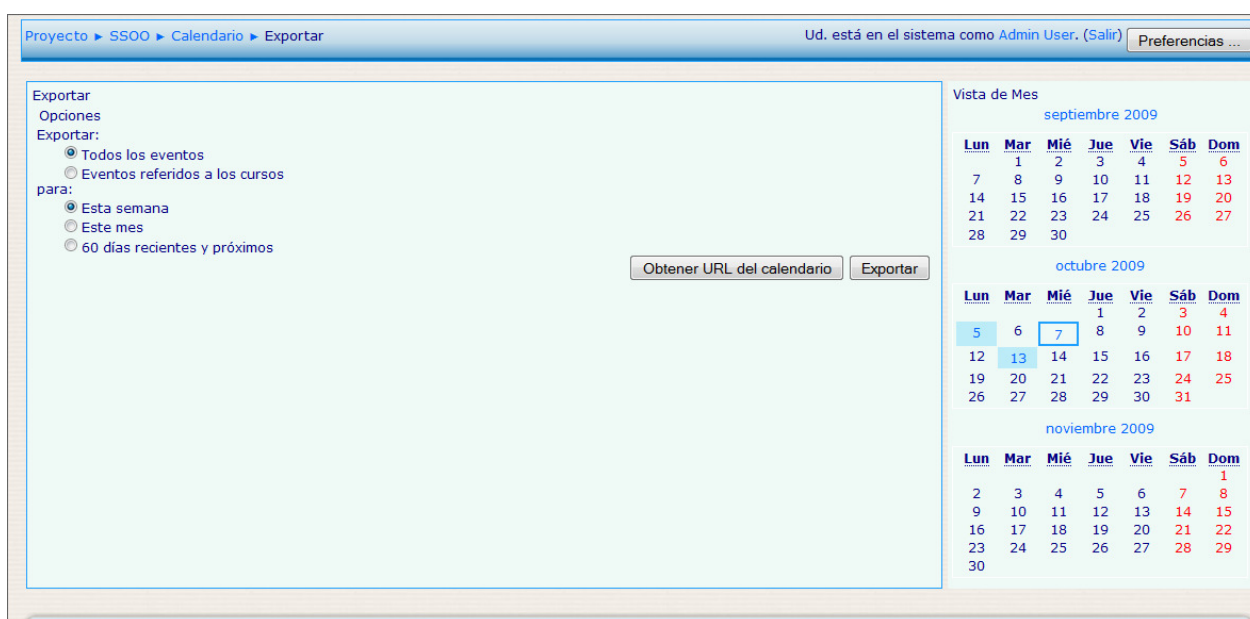 Proyecto ► SSOO ► Calendario ► Exportar
Ud. está en el sistema como Admin User. (Salir)
Preferencias ...
Exportar
Opciones
Exportar:
Todos los eventos
Eventos referidos a los cursos
para:
Esta semana
Este mes
60 días recientes y próximos
Obtener URL del calendario
Exportar
Vista de Mes
septiembre 2009
Lun Mar Mié Jue Vie Sáb Dom
1 2 3 4 5 6
7 8 9 10 11 12 13
14 15 16 17 18 19 20
21 22 23 24 25 26 27
28 29 30
octubre 2009
Lun Mar Mié Jue Vie Sáb Dom
1 2 3 4
5 6 7 8 9 10 11
12 13 14 15 16 17 18
19 20 21 22 23 24 25
26 27 28 29 30 31
noviembre 2009
Lun Mar Mié Jue Vie Sáb Dom
1
2 3 4 5 6 7 8
9 10 11 12 13 14 15
16 17 18 19 20 21 22
23 24 25 26 27 28 29
30